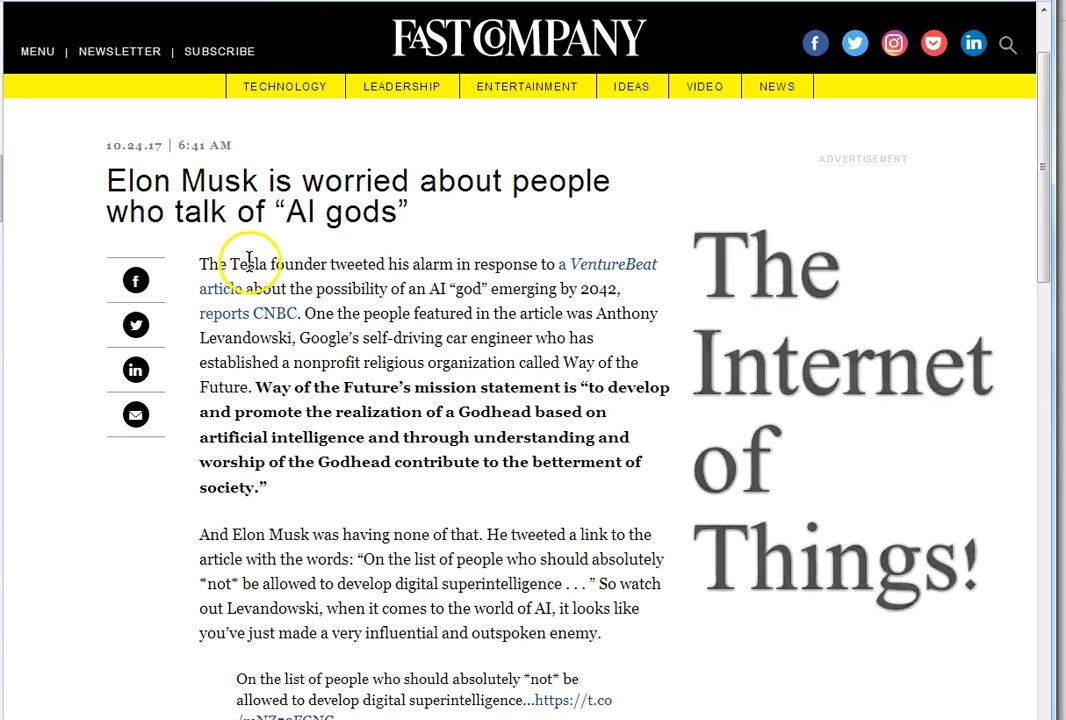 FAST COMPANY
MENU | NEWSLETTER | SUBSCRIBE
TECHNOLOGY | LEADERSHIP | ENTERTAINMENT | IDEAS | VIDEO | NEWS
10.24.17 | 6:41 AM
ADVERTISEMENT
Elon Musk is worried about people
who talk of “AI gods”
The Tesla founder tweeted his alarm in response to a VentureBeat
article about the possibility of an AI “god” emerging by 2042,
reports CNBC. One the people featured in the article was Anthony
Levandowski, Google’s self-driving car engineer who has
established a nonprofit religious organization called Way of the
Future. Way of the Future’s mission statement is “to develop
and promote the realization of a Godhead based on
artificial intelligence and through understanding and
worship of the Godhead contribute to the betterment of
society.”
And Elon Musk was having none of that. He tweeted a link to the
article with the words: “On the list of people who should absolutely
*not* be allowed to develop digital superintelligence . . . ” So watch
out Levandowski, when it comes to the world of AI, it looks like
you’ve just made a very influential and outspoken enemy.
On the list of people who should absolutely *not* be
allowed to develop digital superintelligence...https://t.co
The
Internet
of
Things!